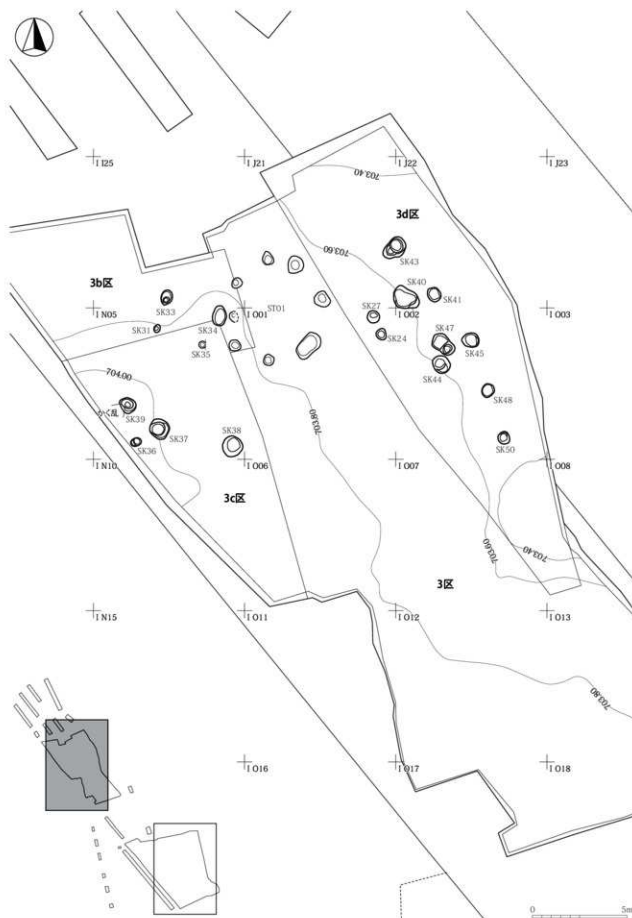 I I25
I J21
I J22
I J23
703.40
3d区
703.60
SK43
3b区
SK40
SK41
SK33
I N05
I O01
ST01
SK27
I O02
I O03
SK31
SK34
SK24
SK47
SK45
SK35
SK44
704.00
SK48
かく乱
SK39
703.80
SK37
SK36
SK38
SK50
I N10
I O06
I O07
I O08
3c区
703.60
703.40
3区
I N15
I O11
I O12
I O13
703.80
I O16
I O17
I O18
0
5m